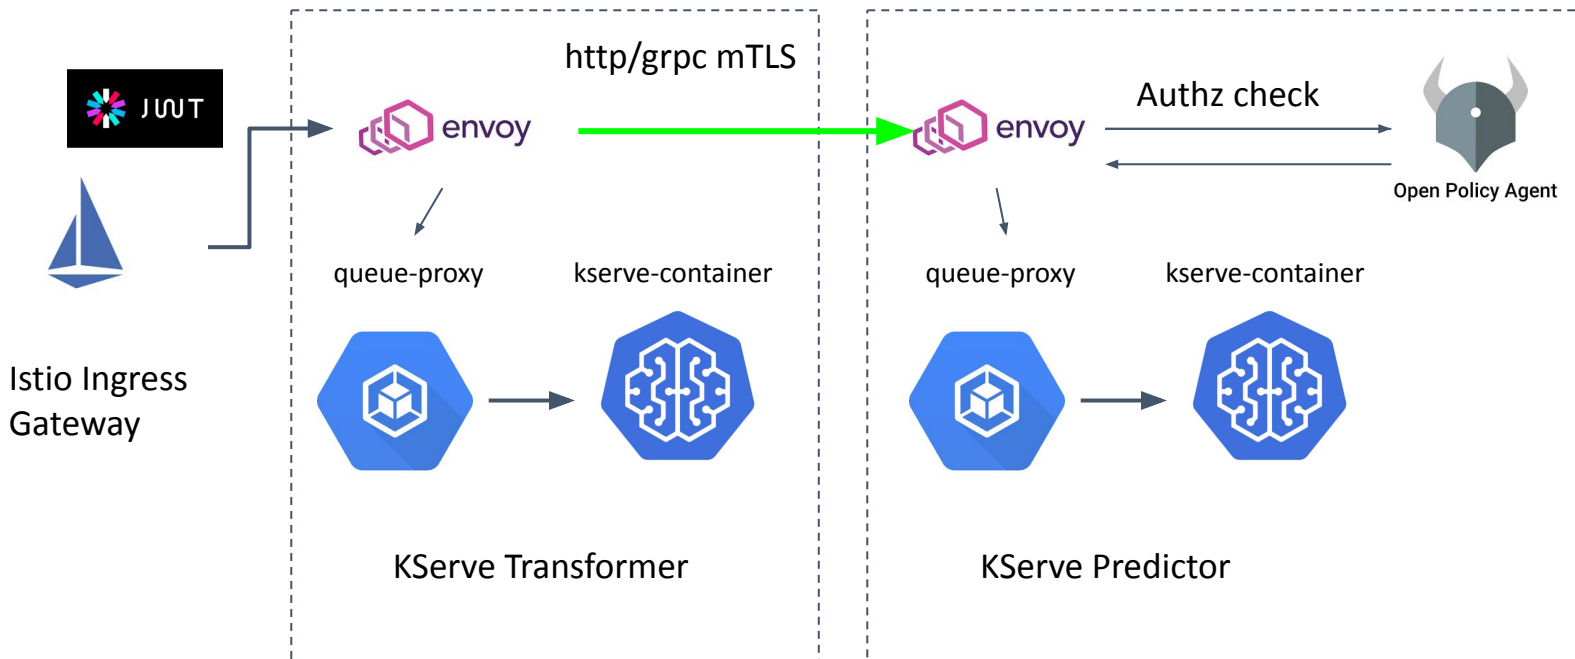 http/grpc mTLS
JWT
envoy
envoy
Authz check
Open Policy Agent
queue-proxy
kserve-container
queue-proxy
kserve-container
Istio Ingress
Gateway
KServe Transformer
KServe Predictor